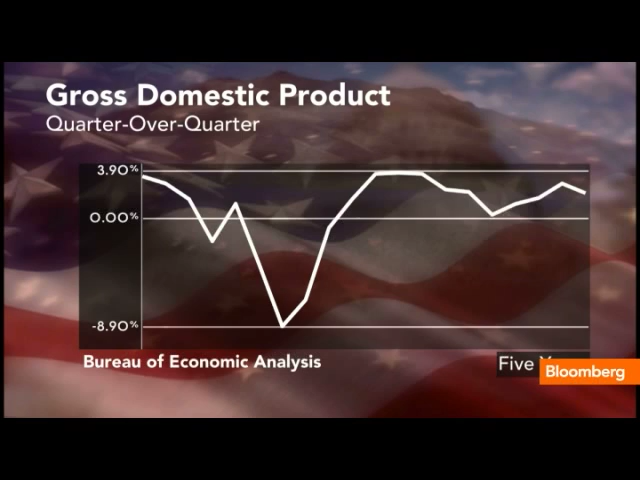 Gross Domestic Product
Quarter-Over-Quarter
3.90%
0.00%
-8.90%
Bureau of Economic Analysis
Five
Bloomberg